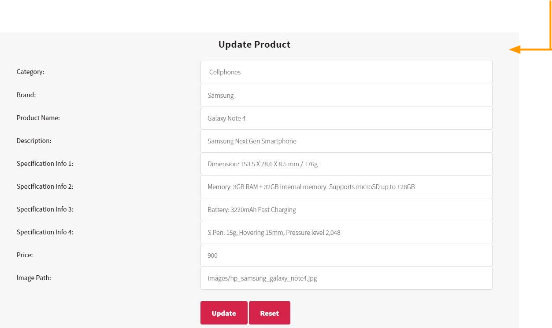 Update Product
Category: Cellphones
Brand: Samsung
Product Name: Galaxy Note 4
Description: Samsung Next Gen Smartphone
Specification Info 1: Dimension: 153.5 X 78.6 X 8.5 mm / 176g
Specification Info 2: Memory: 3GB RAM + 32GB Internal memory. Supports microSD up to 128GB
Specification Info 3: Battery: 3220mAh Fast Charging
Specification Info 4: S Pen. 15g, Hovering 15mm, Pressure level 2,048
Price: 900
Image Path: images/hp_samsung_galaxy_note4.jpg
Update Reset